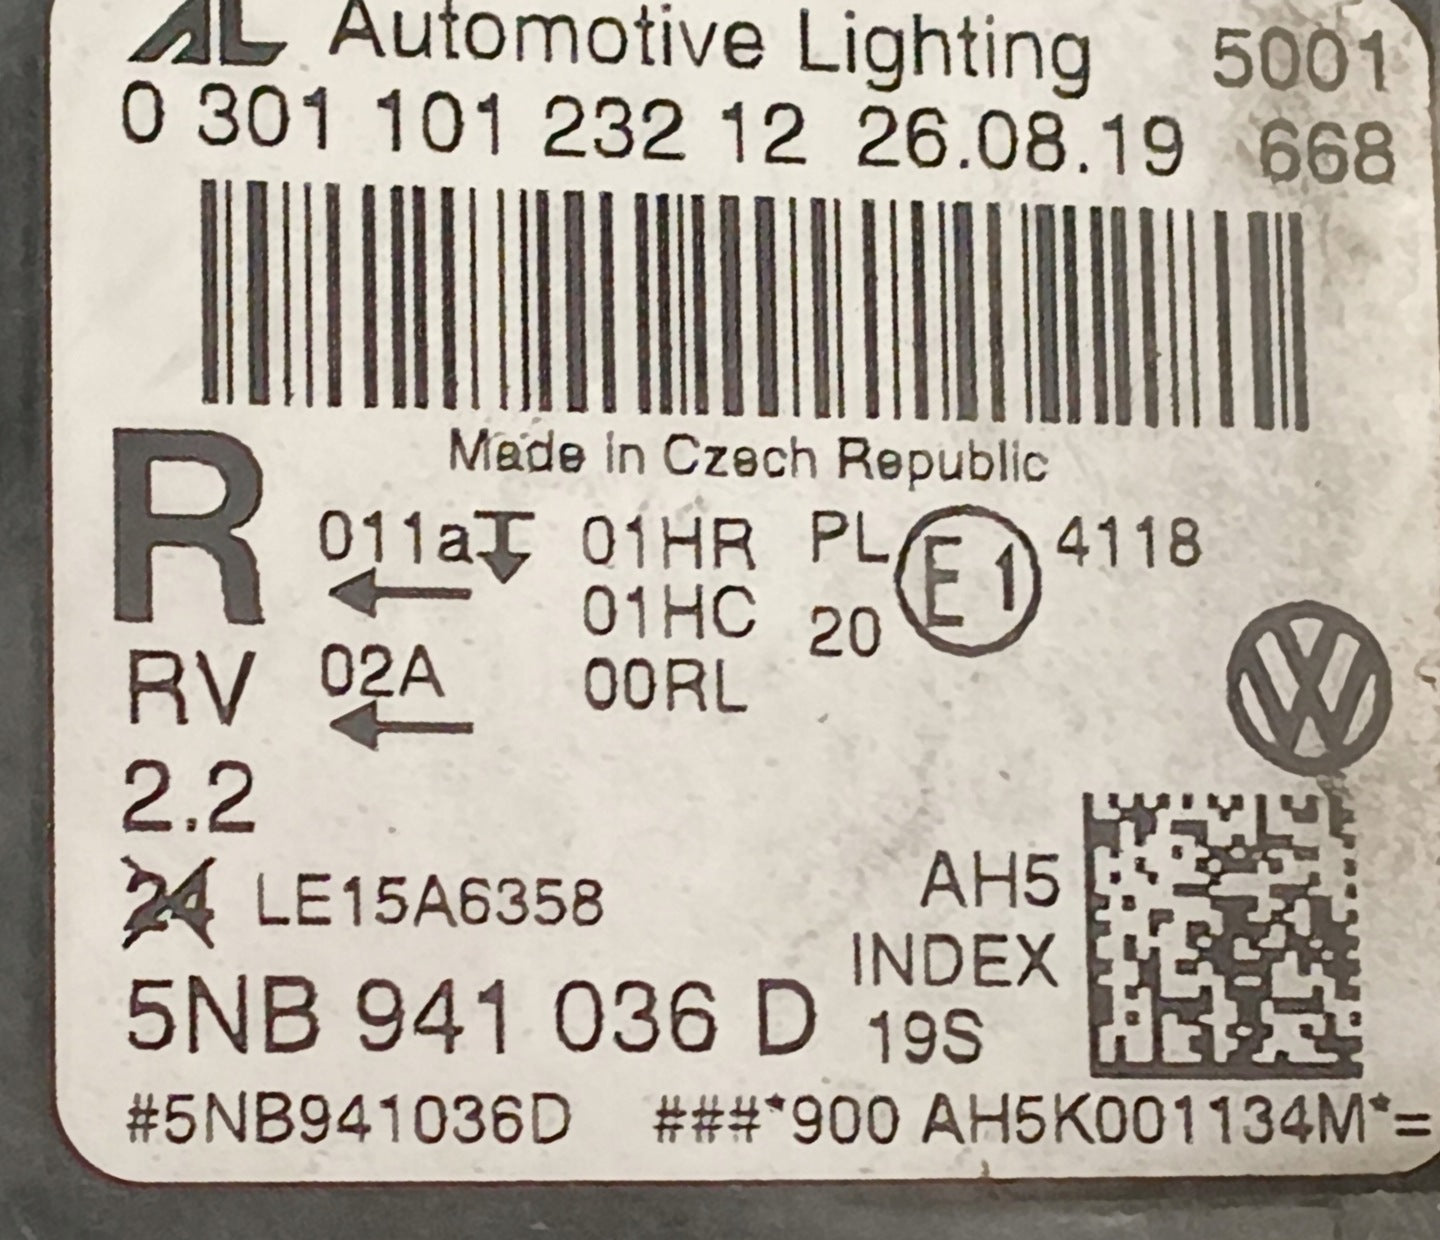 AL Automotive Lighting 5001
0 301 101 232 12 26.08.19 668
Made in Czech Republic
R 011a 01HR PL E1 4118
01HC 20
RV 02A 00RL
2.2
24 LE15A6358 AH5
INDEX
5NB 941 036 D 19S
#5NB941036D ###*900 AH5K001134M*=